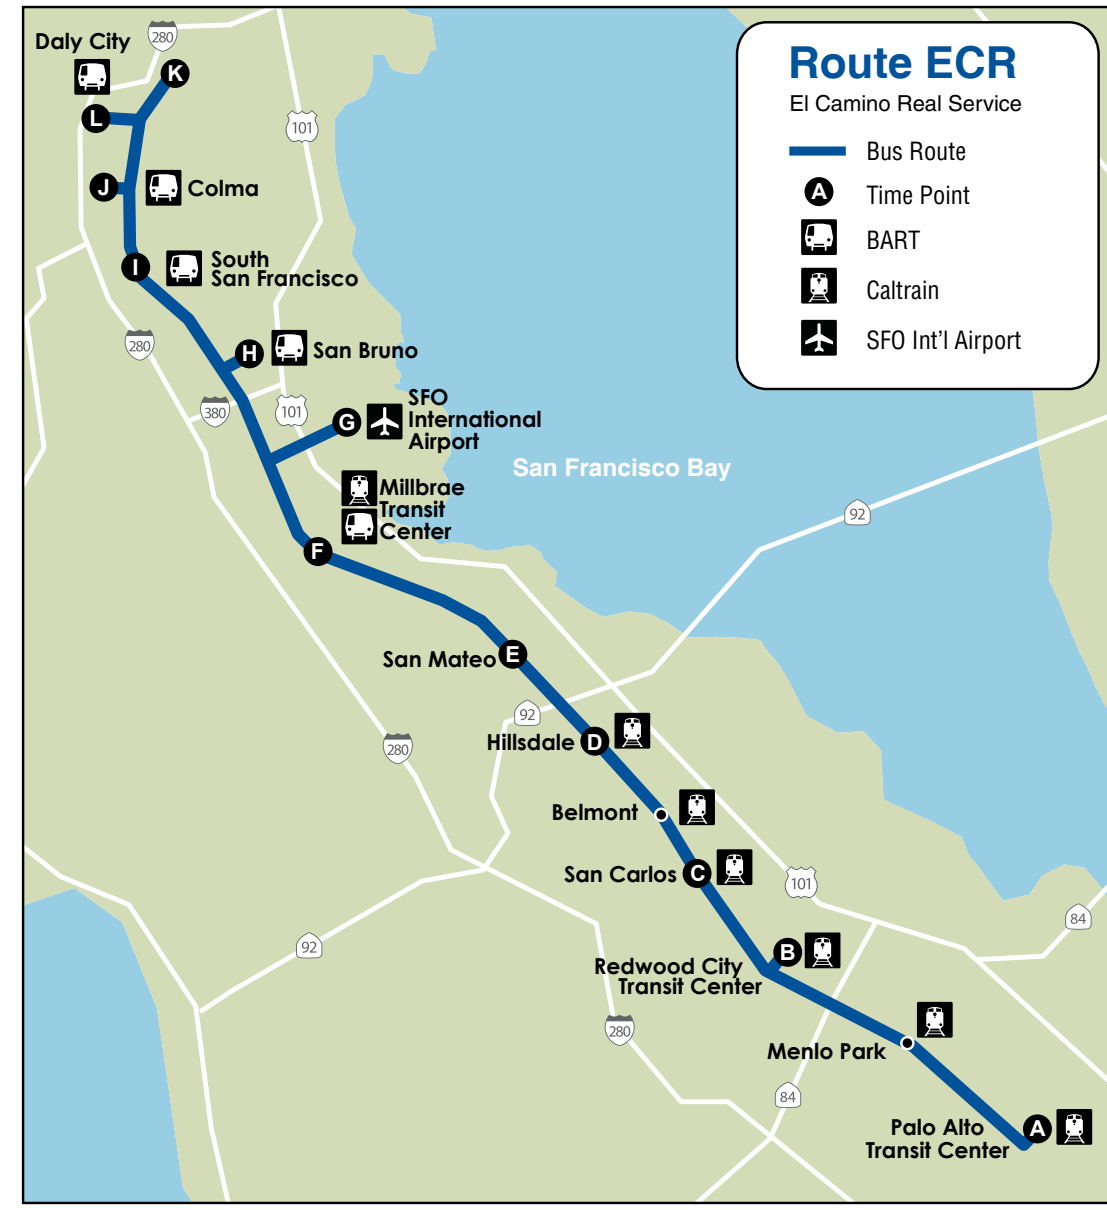 Route ECR
El Camino Real Service
Bus Route
A
Time Point
BART
Caltrain
SFO Int'l Airport
280
Daly City
K
L
101
J
Colma
I
South
San Francisco
280
H
San Bruno
380
101
G
SFO
International
Airport
San Francisco Bay
Millbrae
Transit
Center
92
F
San Mateo
E
92
Hillsdale
D
280
Belmont
San Carlos
C
101
84
92
B
Redwood City
Transit Center
280
Menlo Park
84
Palo Alto
Transit Center
A